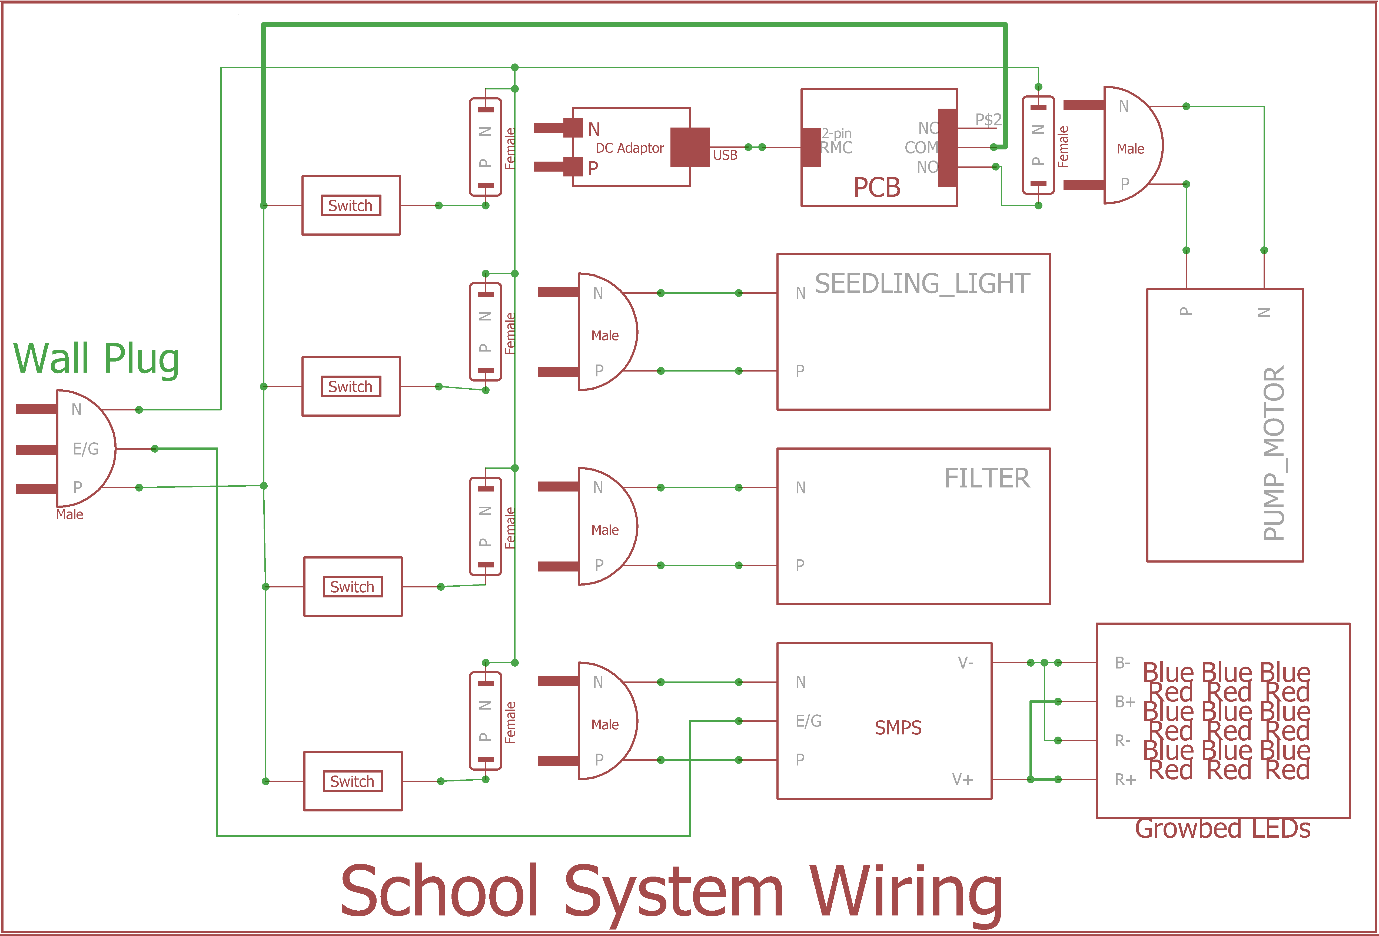 N
P
Female
N
P
DC Adaptor
USB
2-pin
RMC
NC
COM
NO
PCB
P$2
N
P
Female
N
Male
P
Switch
N
P
Female
N
Male
P
SEEDLING_LIGHT
N
P
P
N
PUMP_MOTOR
Switch
Wall Plug
N
E/G
P
Male
N
P
Female
N
Male
P
FILTER
N
P
Switch
N
P
Female
N
Male
P
N
E/G
P
SMPS
V-
V+
B-
B+
R-
R+
Blue Blue Blue
Red Red Red
Blue Blue Blue
Red Red Red
Blue Blue Blue
Red Red Red
Growbed LEDs
Switch
School System Wiring